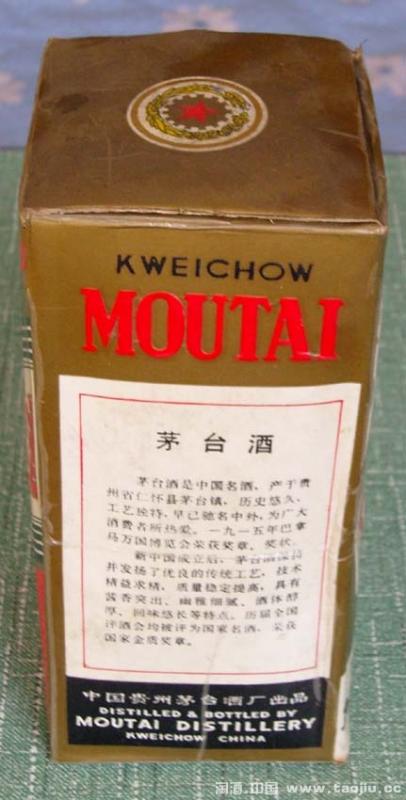 KWEICHOW
MOUTAI
茅台酒
茅台酒是中国名酒，产于贵
州省仁怀县茅台镇，历史悠久、
工艺独特，早已驰名中外，为广大
消费者所热爱。一九一五年巴拿
马万国博览会荣获奖章、奖状。
新中国成立后，茅台酒保持
并发扬了优良的传统工艺，技术
精益求精，质量稳定提高，具有
酱香突出、幽雅细腻、酒体醇
厚、回味悠长等特点，历届全国
评酒会均被评为国家名酒，荣获
国家金质奖章。
中国贵州茅台酒厂出品
DISTILLED & BOTTLED BY
MOUTAI DISTILLERY
KWEICHOW CHINA
淘酒.中国 www.taojiu.cc